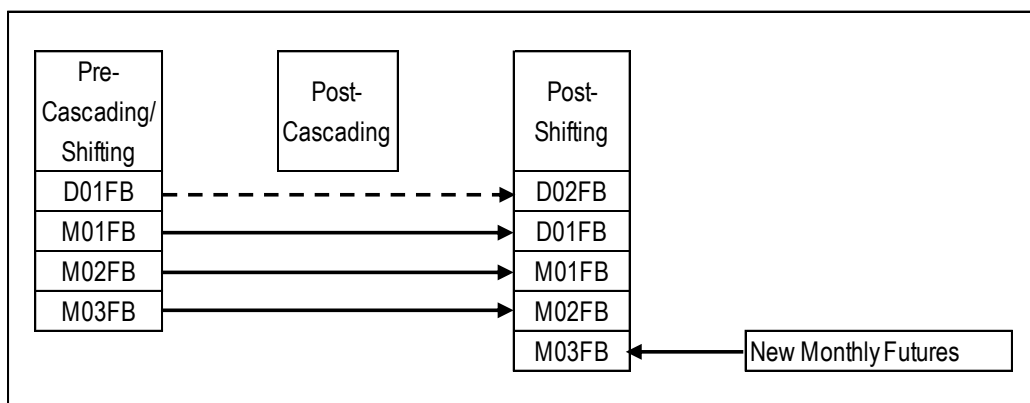 Pre-
Cascading/
Shifting
Post-
Cascading
Post-
Shifting
D01FB
D02FB
M01FB
D01FB
M02FB
M01FB
M03FB
M02FB
M03FB
New Monthly Futures